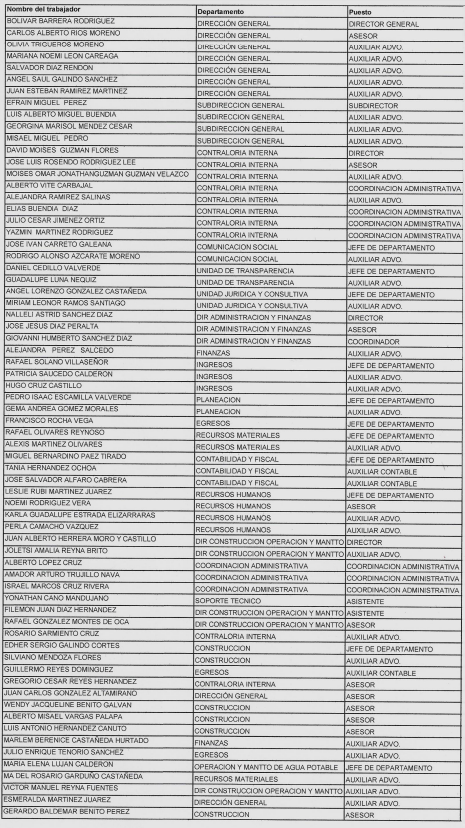 Nombre del trabajador Departamento Puesto
BOLIVAR BARRERA RODRIGUEZ DIRECCIÓN GENERAL DIRECTOR GENERAL
CARLOS ALBERTO RIOS MORENO DIRECCIÓN GENERAL ASESOR
OLIVIA TRIGUEROS MORENO DIRECCIÓN GENERAL AUXILIAR ADVO.
MARIANA NOEMI LEON CAREAGA DIRECCIÓN GENERAL AUXILIAR ADVO.
SALVADOR DIAZ RENDON DIRECCIÓN GENERAL AUXILIAR ADVO.
ANGEL SAUL GALINDO SANCHEZ DIRECCIÓN GENERAL AUXILIAR ADVO.
JUAN ESTEBAN RAMIREZ MARTINEZ DIRECCIÓN GENERAL AUXILIAR ADVO.
EFRAIN MIGUEL PEREZ SUBDIRECCION GENERAL SUBDIRECTOR
LUIS ALBERTO MIGUEL BUENDIA SUBDIRECCION GENERAL AUXILIAR ADVO.
GEORGINA MARISOL MENDEZ CESAR SUBDIRECCION GENERAL AUXILIAR ADVO.
MISAEL MIGUEL PEDRO SUBDIRECCION GENERAL AUXILIAR ADVO.
DAVID MOISES GUZMAN FLORES CONTRALORIA INTERNA DIRECTOR
JOSE LUIS ROSENDO RODRIGUEZ LEE CONTRALORIA INTERNA ASESOR
MOISES OMAR JONATHANGUZMAN GUZMAN VELAZCO CONTRALORIA INTERNA AUXILIAR ADVO.
ALBERTO VITE CARBAJAL CONTRALORIA INTERNA COORDINACION ADMINISTRATIVA
ALEJANDRA RAMIREZ SALINAS CONTRALORIA INTERNA AUXILIAR ADVO.
ELIAS BUENDIA DIAZ CONTRALORIA INTERNA COORDINACION ADMINISTRATIVA
JULIO CESAR JIMENEZ ORTIZ CONTRALORIA INTERNA COORDINACION ADMINISTRATIVA
YAZMIN MARTINEZ RODRIGUEZ CONTRALORIA INTERNA COORDINACION ADMINISTRATIVA
JOSE IVAN CARRETO GALEANA COMUNICACION SOCIAL JEFE DE DEPARTAMENTO
RODRIGO ALONSO AZCARATE MORENO COMUNICACION SOCIAL AUXILIAR ADVO.
DANIEL CEDILLO VALVERDE UNIDAD DE TRANSPARENCIA JEFE DE DEPARTAMENTO
GUADALUPE LUNA NEQUIZ UNIDAD DE TRANSPARENCIA AUXILIAR ADVO.
ANGEL LORENZO GONZALEZ CASTAÑEDA UNIDAD JURIDICA Y CONSULTIVA JEFE DE DEPARTAMENTO
MIRIAM LEONOR RAMOS SANTIAGO UNIDAD JURIDICA Y CONSULTIVA AUXILIAR ADVO.
NALLELI ASTRID SANCHEZ DIAZ DIR ADMINISTRACION Y FINANZAS DIRECTOR
JOSE JESUS DIAZ PERALTA DIR ADMINISTRACION Y FINANZAS ASESOR
GIOVANNI HUMBERTO SANCHEZ DIAZ DIR ADMINISTRACION Y FINANZAS COORDINADOR
ALEJANDRA PEREZ SALCEDO FINANZAS AUXILIAR ADVO.
RAFAEL SOLANO VILLASEÑOR INGRESOS JEFE DE DEPARTAMENTO
PATRICIA SAUCEDO CALDERON INGRESOS AUXILIAR ADVO.
HUGO CRUZ CASTILLO INGRESOS AUXILIAR ADVO.
PEDRO ISAAC ESCAMILLA VALVERDE PLANEACION JEFE DE DEPARTAMENTO
GEMA ANDREA GOMEZ MORALES PLANEACION AUXILIAR ADVO.
FRANCISCO ROCHA VEGA EGRESOS JEFE DE DEPARTAMENTO
RAFAEL OLIVARES REYNOSO RECURSOS MATERIALES JEFE DE DEPARTAMENTO
ALEXIS MARTINEZ OLIVARES RECURSOS MATERIALES AUXILIAR ADVO.
MIGUEL BERNARDINO PAEZ TIRADO CONTABILIDAD Y FISCAL JEFE DE DEPARTAMENTO
TANIA HERNANDEZ OCHOA CONTABILIDAD Y FISCAL AUXILIAR CONTABLE
JOSE SALVADOR ALFARO CABRERA CONTABILIDAD Y FISCAL AUXILIAR CONTABLE
LESLIE RUBI MARTINEZ JUAREZ RECURSOS HUMANOS JEFE DE DEPARTAMENTO
NOEMI RODRIGUEZ VERA RECURSOS HUMANOS ASESOR
KARLA GUADALUPE ESTRADA ELIZARRARAS RECURSOS HUMANOS AUXILIAR ADVO.
PERLA CAMACHO VAZQUEZ RECURSOS HUMANOS AUXILIAR ADVO.
JUAN ALBERTO HERRERA MORO Y CASTILLO DIR CONSTRUCCION OPERACION Y MANTTO DIRECTOR
JOLETSI AMALIA REYNA BRITO DIR CONSTRUCCION OPERACION Y MANTTO AUXILIAR ADVO.
ALBERTO LOPEZ CRUZ COORDINACION ADMINISTRATIVA COORDINACION ADMINISTRATIVA
AMADOR ARTURO TRUJILLO NAVA COORDINACION ADMINISTRATIVA COORDINACION ADMINISTRATIVA
ISRAEL MARCOS CRUZ RIVERA COORDINACION ADMINISTRATIVA COORDINACION ADMINISTRATIVA
YONATHAN CANO MANDUJANO SOPORTE TECNICO ASISTENTE
FILEMON JUAN DIAZ HERNANDEZ DIR CONSTRUCCION OPERACION Y MANTTO ASISTENTE
RAFAEL GONZALEZ MONTES DE OCA DIR CONSTRUCCION OPERACION Y MANTTO ASESOR
ROSARIO SARMIENTO CRUZ CONTRALORIA INTERNA AUXILIAR ADVO.
EDHER SERGIO GALINDO CORTES CONSTRUCCION JEFE DE DEPARTAMENTO
SILVIANO MENDOZA FLORES CONSTRUCCION AUXILIAR ADVO.
GUILLERMO REYES DOMINGUEZ EGRESOS AUXILIAR CONTABLE
GREGORIO CESAR REYES HERNANDEZ CONTRALORIA INTERNA ASESOR
JUAN CARLOS GONZALEZ ALTAMIRANO DIRECCIÓN GENERAL ASESOR
WENDY JACQUELINE BENITO GALVAN CONSTRUCCION ASESOR
ALBERTO MISAEL VARGAS PALAPA CONSTRUCCION ASESOR
LUIS ANTONIO HERNANDEZ CANUTO CONSTRUCCION ASESOR
MARLEM BERENICE CASTAÑEDA HURTADO FINANZAS AUXILIAR ADVO.
JULIO ENRIQUE TENORIO SANCHEZ EGRESOS AUXILIAR ADVO.
MARIA ELENA LUJAN CALDERON OPERACION Y MANTTO DE AGUA POTABLE JEFE DE DEPARTAMENTO
MA DEL ROSARIO GARDUÑO CASTAÑEDA RECURSOS MATERIALES AUXILIAR ADVO.
VICTOR MANUEL REYNA FUENTES DIR CONSTRUCCION OPERACION Y MANTTO AUXILIAR ADVO.
ESMERALDA MARTINEZ JUAREZ DIRECCIÓN GENERAL AUXILIAR ADVO.
GERARDO BALDEMAR BENITO PEREZ CONSTRUCCION ASESOR